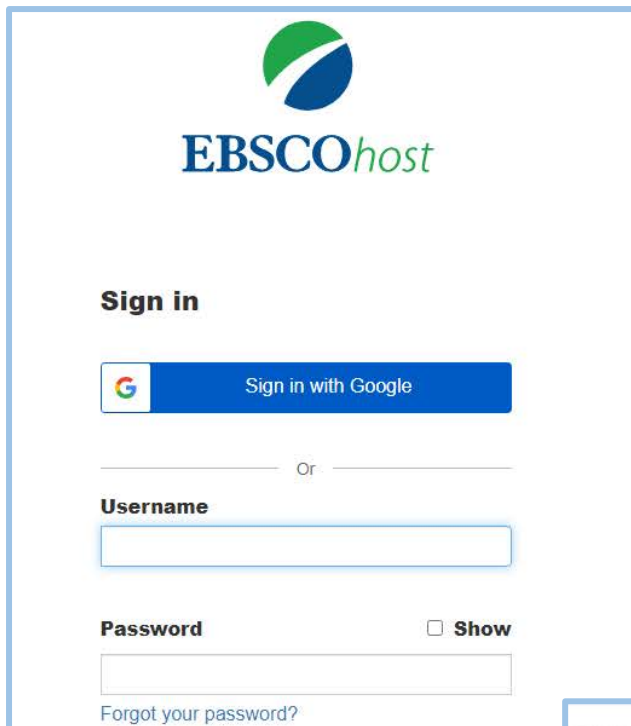 EBSCOhost
Sign in
Sign in with Google
Or
Username
Password Show
Forgot your password?